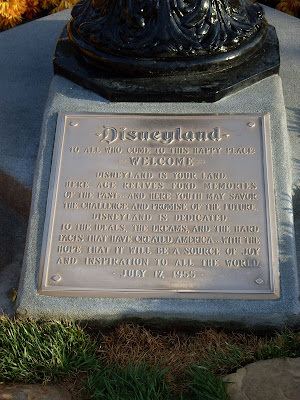 Disneyland
TO ALL WHO COME TO THIS HAPPY PLACE
WELCOME
DISNEYLAND IS YOUR LAND.
HERE AGE RELIVES FOND MEMORIES
OF THE PAST... AND HERE YOUTH MAY SAVOR
THE CHALLENGE AND PROMISE OF THE FUTURE.
DISNEYLAND IS DEDICATED
TO THE IDEALS, THE DREAMS, AND THE HARD
FACTS THAT HAVE CREATED AMERICA... WITH THE
HOPE THAT IT WILL BE A SOURCE OF JOY
AND INSPIRATION TO ALL THE WORLD.
JULY 17, 1955